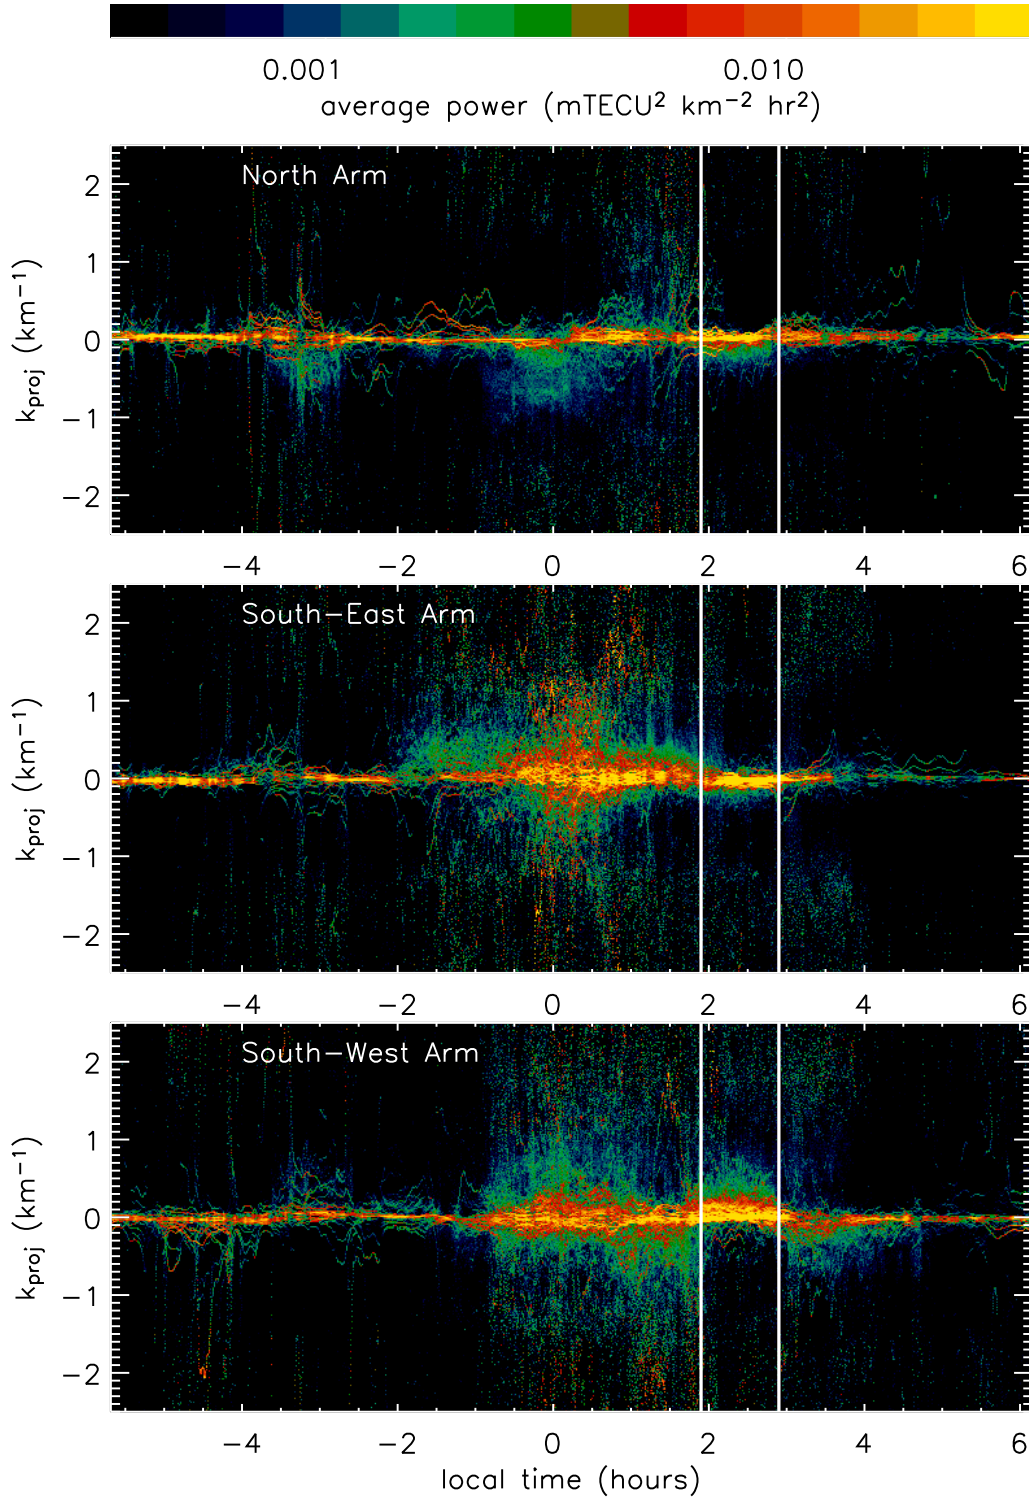 0.001 0.010
average power (mTECU² km⁻² hr²)
North Arm
2
1
0
−1
−2
k_proj (km⁻¹)
−4 −2 0 2 4 6
South−East Arm
2
1
0
−1
−2
k_proj (km⁻¹)
−4 −2 0 2 4 6
South−West Arm
2
1
0
−1
−2
k_proj (km⁻¹)
−4 −2 0 2 4 6
local time (hours)